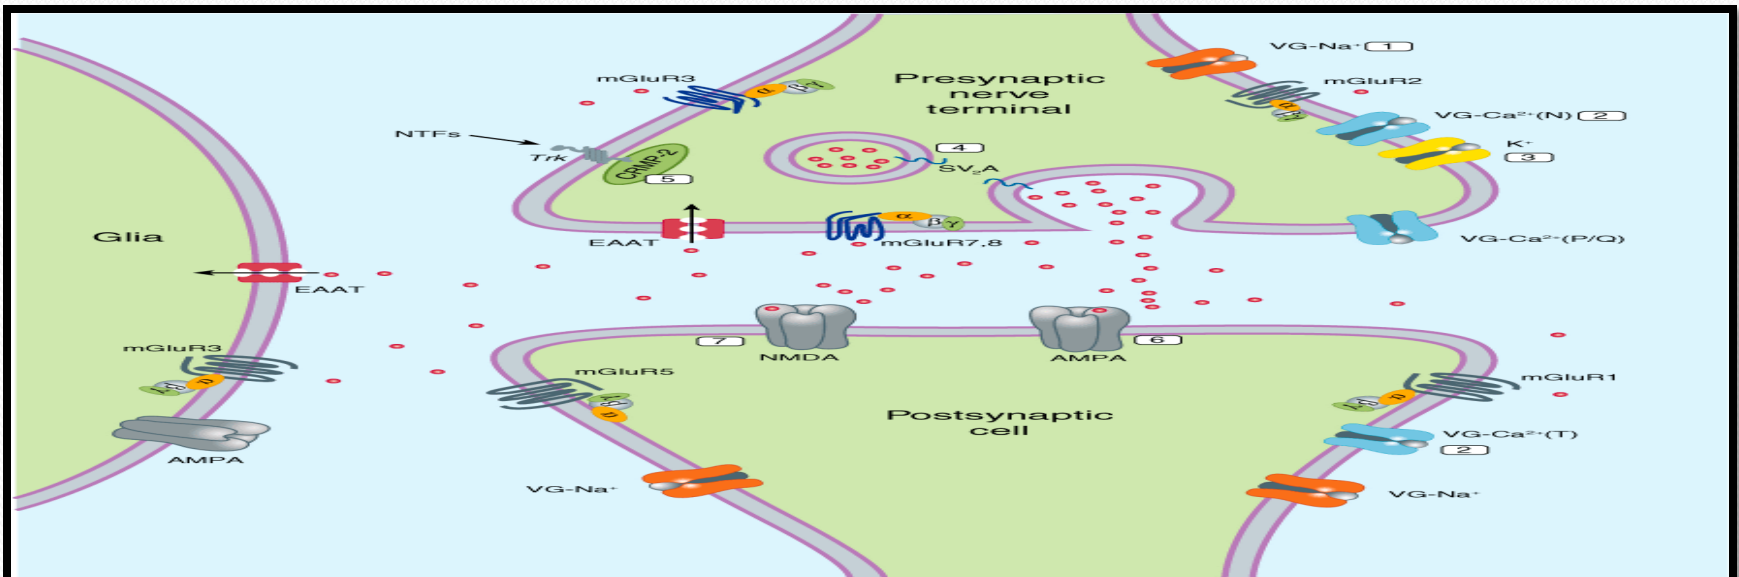 VG-Na⁺ 1
mGluR3
Presynaptic
nerve
terminal
mGluR2
α
β
γ
α
βγ
VG-Ca²⁺(N) 2
NTFs
Trk
CRMP-2
5
4
SV₂A
K⁺
3
EAAT
α
β
γ
mGluR7,8
VG-Ca²⁺(P/Q)
Glia
EAAT
7
NMDA
AMPA
6
mGluR3
α
β
γ
mGluR5
γ
β
α
mGluR1
α
β
γ
Postsynaptic
cell
VG-Ca²⁺(T)
2
AMPA
VG-Na⁺
VG-Na⁺